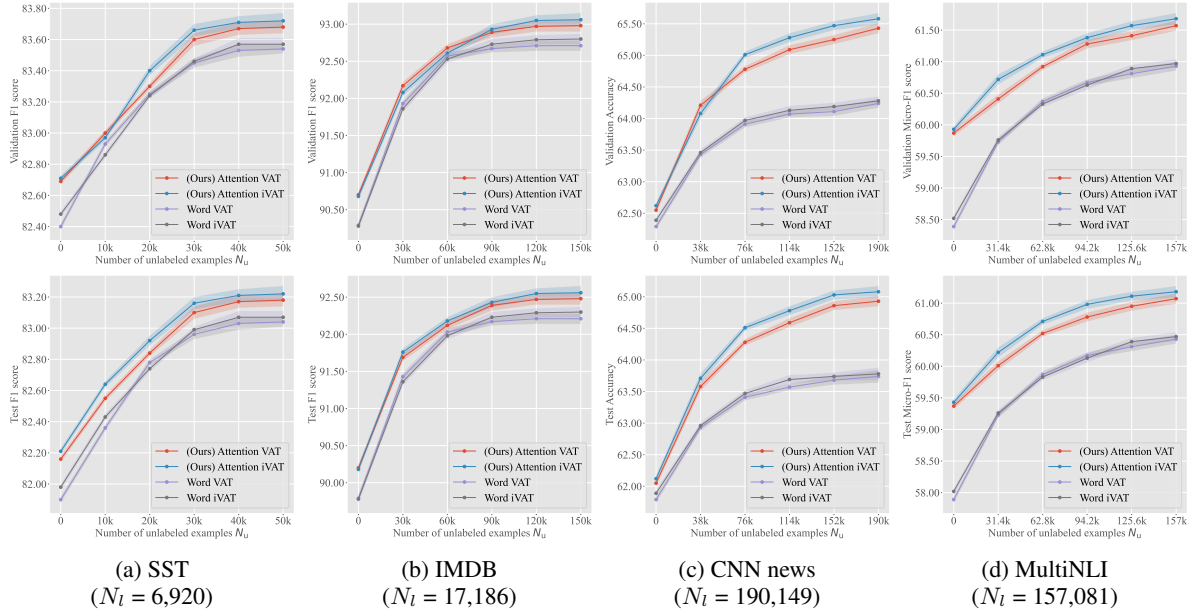 83.80
83.60
83.40
83.20
83.00
82.80
82.60
82.40
Validation F1 score
(Ours) Attention VAT
(Ours) Attention iVAT
Word VAT
Word iVAT
0 10k 20k 30k 40k 50k
Number of unlabeled examples Nu
93.00
92.50
92.00
91.50
91.00
90.50
Validation F1 score
(Ours) Attention VAT
(Ours) Attention iVAT
Word VAT
Word iVAT
0 30k 60k 90k 120k 150k
Number of unlabeled examples Nu
65.50
65.00
64.50
64.00
63.50
63.00
62.50
Validation Accuracy
(Ours) Attention VAT
(Ours) Attention iVAT
Word VAT
Word iVAT
0 38k 76k 114k 152k 190k
Number of unlabeled examples Nu
61.50
61.00
60.50
60.00
59.50
59.00
58.50
Validation Micro-F1 score
(Ours) Attention VAT
(Ours) Attention iVAT
Word VAT
Word iVAT
0 31.4k 62.8k 94.2k 125.6k 157k
Number of unlabeled examples Nu
83.20
83.00
82.80
82.60
82.40
82.20
82.00
Test F1 score
(Ours) Attention VAT
(Ours) Attention iVAT
Word VAT
Word iVAT
0 10k 20k 30k 40k 50k
Number of unlabeled examples Nu
92.50
92.00
91.50
91.00
90.50
90.00
Test F1 score
(Ours) Attention VAT
(Ours) Attention iVAT
Word VAT
Word iVAT
0 30k 60k 90k 120k 150k
Number of unlabeled examples Nu
65.00
64.50
64.00
63.50
63.00
62.50
62.00
Test Accuracy
(Ours) Attention VAT
(Ours) Attention iVAT
Word VAT
Word iVAT
0 38k 76k 114k 152k 190k
Number of unlabeled examples Nu
61.00
60.50
60.00
59.50
59.00
58.50
58.00
Test Micro-F1 score
(Ours) Attention VAT
(Ours) Attention iVAT
Word VAT
Word iVAT
0 31.4k 62.8k 94.2k 125.6k 157k
Number of unlabeled examples Nu
(a) SST
(Nl = 6,920)
(b) IMDB
(Nl = 17,186)
(c) CNN news
(Nl = 190,149)
(d) MultiNLI
(Nl = 157,081)